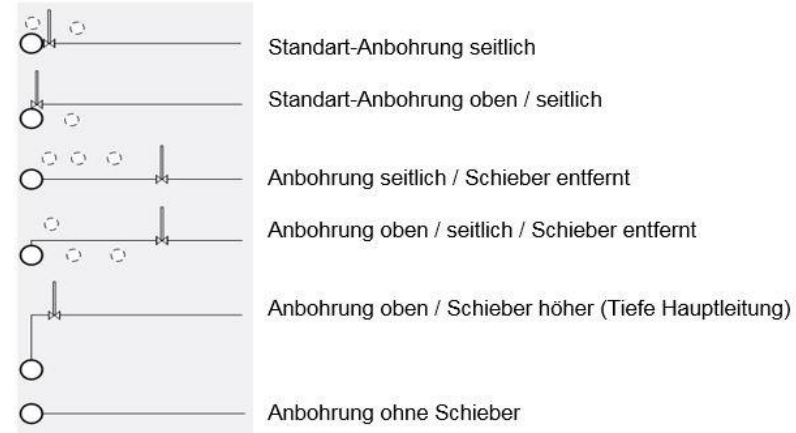 Standart-Anbohrung seitlich
Standart-Anbohrung oben / seitlich
Anbohrung seitlich / Schieber entfernt
Anbohrung oben / seitlich / Schieber entfernt
Anbohrung oben / Schieber höher (Tiefe Hauptleitung)
Anbohrung ohne Schieber